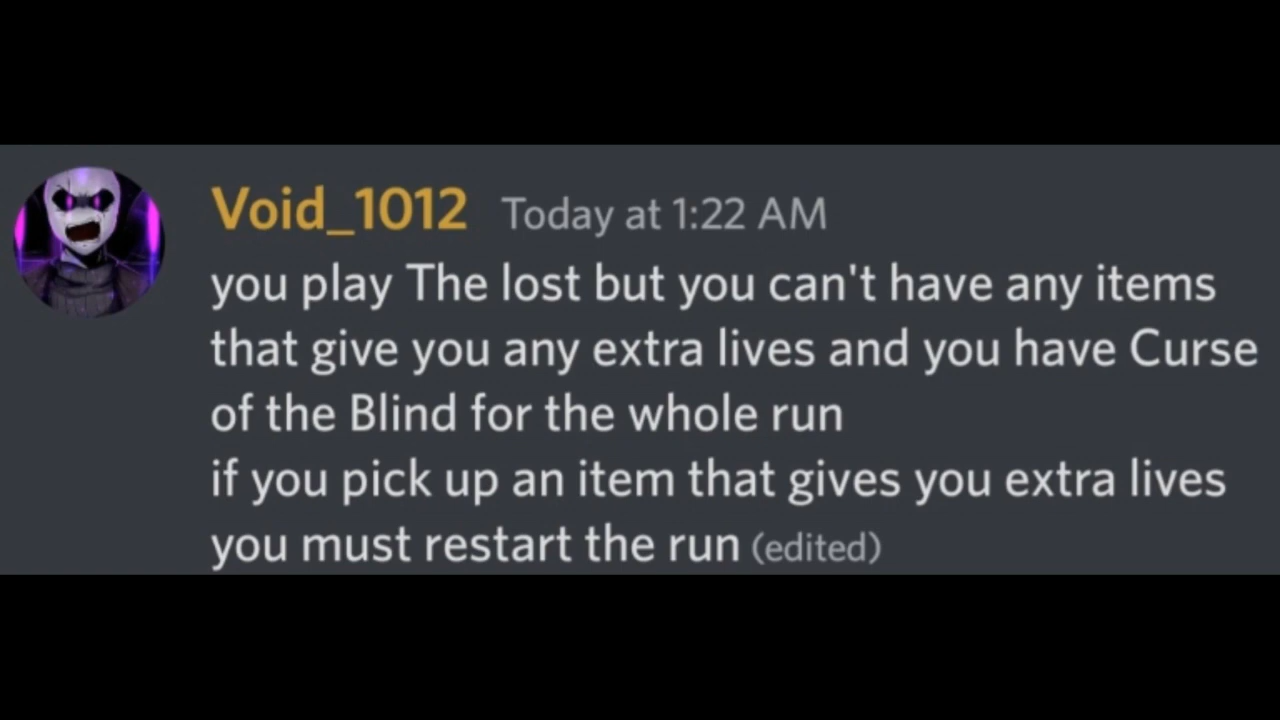 Void_1012 Today at 1:22 AM
you play The lost but you can't have any items
that give you any extra lives and you have Curse
of the Blind for the whole run
if you pick up an item that gives you extra lives
you must restart the run (edited)